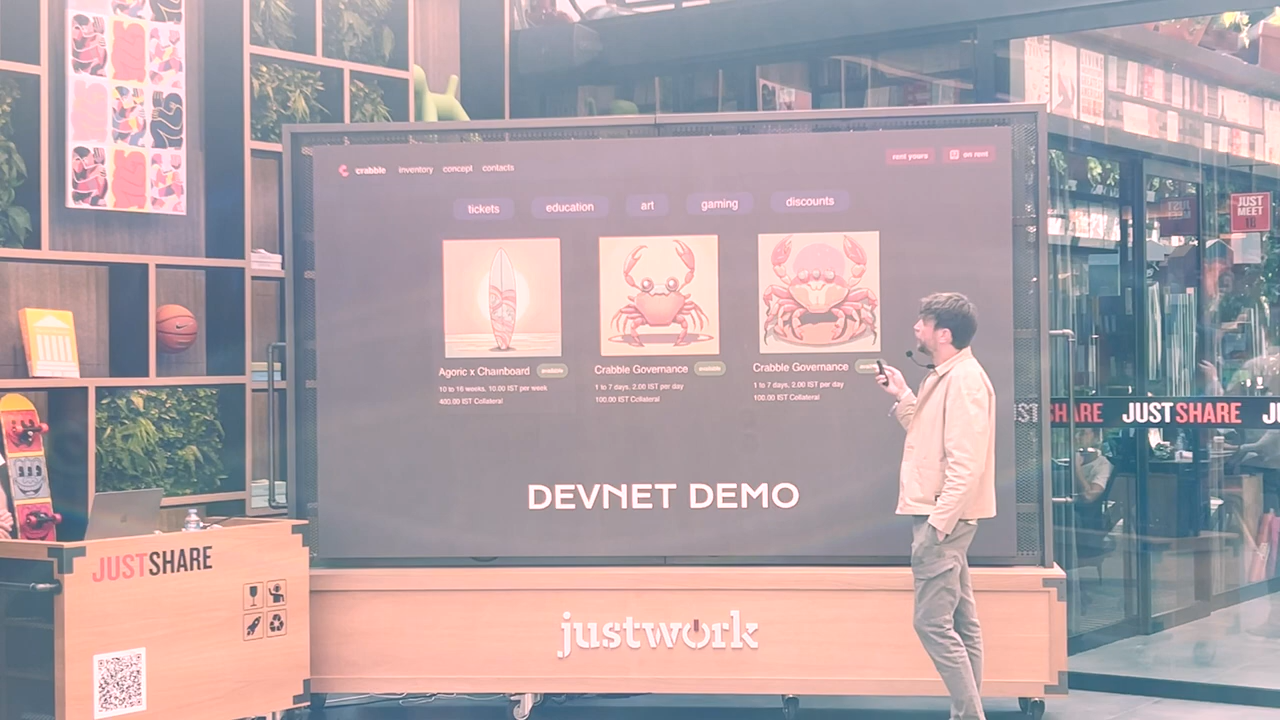 crabble inventory concept contacts
rent yours
on rent
tickets education art gaming discounts
Agoric x Chainboard available
10 to 16 weeks, 10.00 IST per week
400.00 IST Collateral
Crabble Governance available
1 to 7 days, 2.00 IST per day
100.00 IST Collateral
Crabble Governance
1 to 7 days, 2.00 IST per day
100.00 IST Collateral
DEVNET DEMO
justwork
JUSTSHARE
JUST
MEET
JUSTSHARE